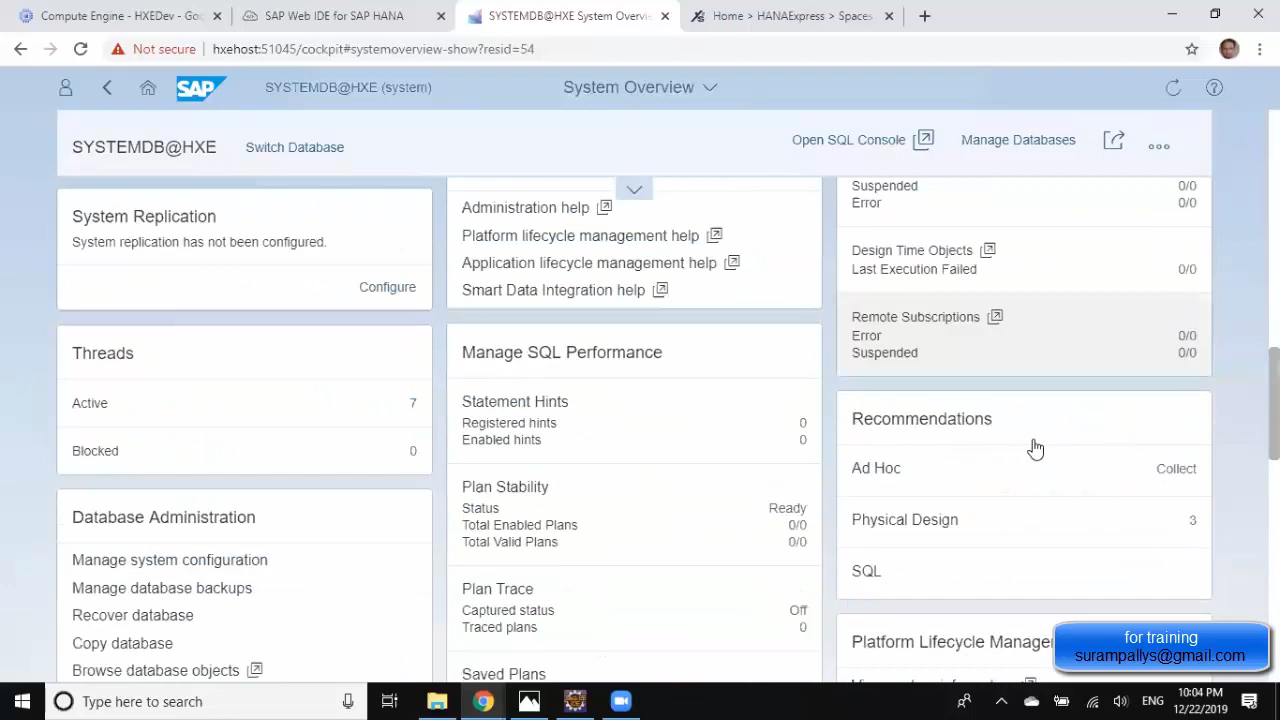 Compute Engine - HXEDev - Goo
SAP Web IDE for SAP HANA
SYSTEMDB@HXE System Overvi
Home > HANAExpress > Spaces
Not secure
hxehost:51045/cockpit#systemoverview-show?resid=54
SAP
SYSTEMDB@HXE (system)
System Overview
SYSTEMDB@HXE
Switch Database
Open SQL Console
Manage Databases
System Replication
System replication has not been configured.
Configure
Threads
Active 7
Blocked 0
Database Administration
Manage system configuration
Manage database backups
Recover database
Copy database
Browse database objects
Administration help
Platform lifecycle management help
Application lifecycle management help
Smart Data Integration help
Manage SQL Performance
Statement Hints
Registered hints 0
Enabled hints 0
Plan Stability
Status Ready
Total Enabled Plans 0/0
Total Valid Plans 0/0
Plan Trace
Captured status Off
Traced plans 0
Saved Plans
Suspended 0/0
Error 0/0
Design Time Objects
Last Execution Failed 0/0
Remote Subscriptions
Error 0/0
Suspended 0/0
Recommendations
Ad Hoc Collect
Physical Design 3
SQL
Platform Lifecycle Manage
for training
surampallys@gmail.com
Type here to search
ENG
10:04 PM
12/22/2019